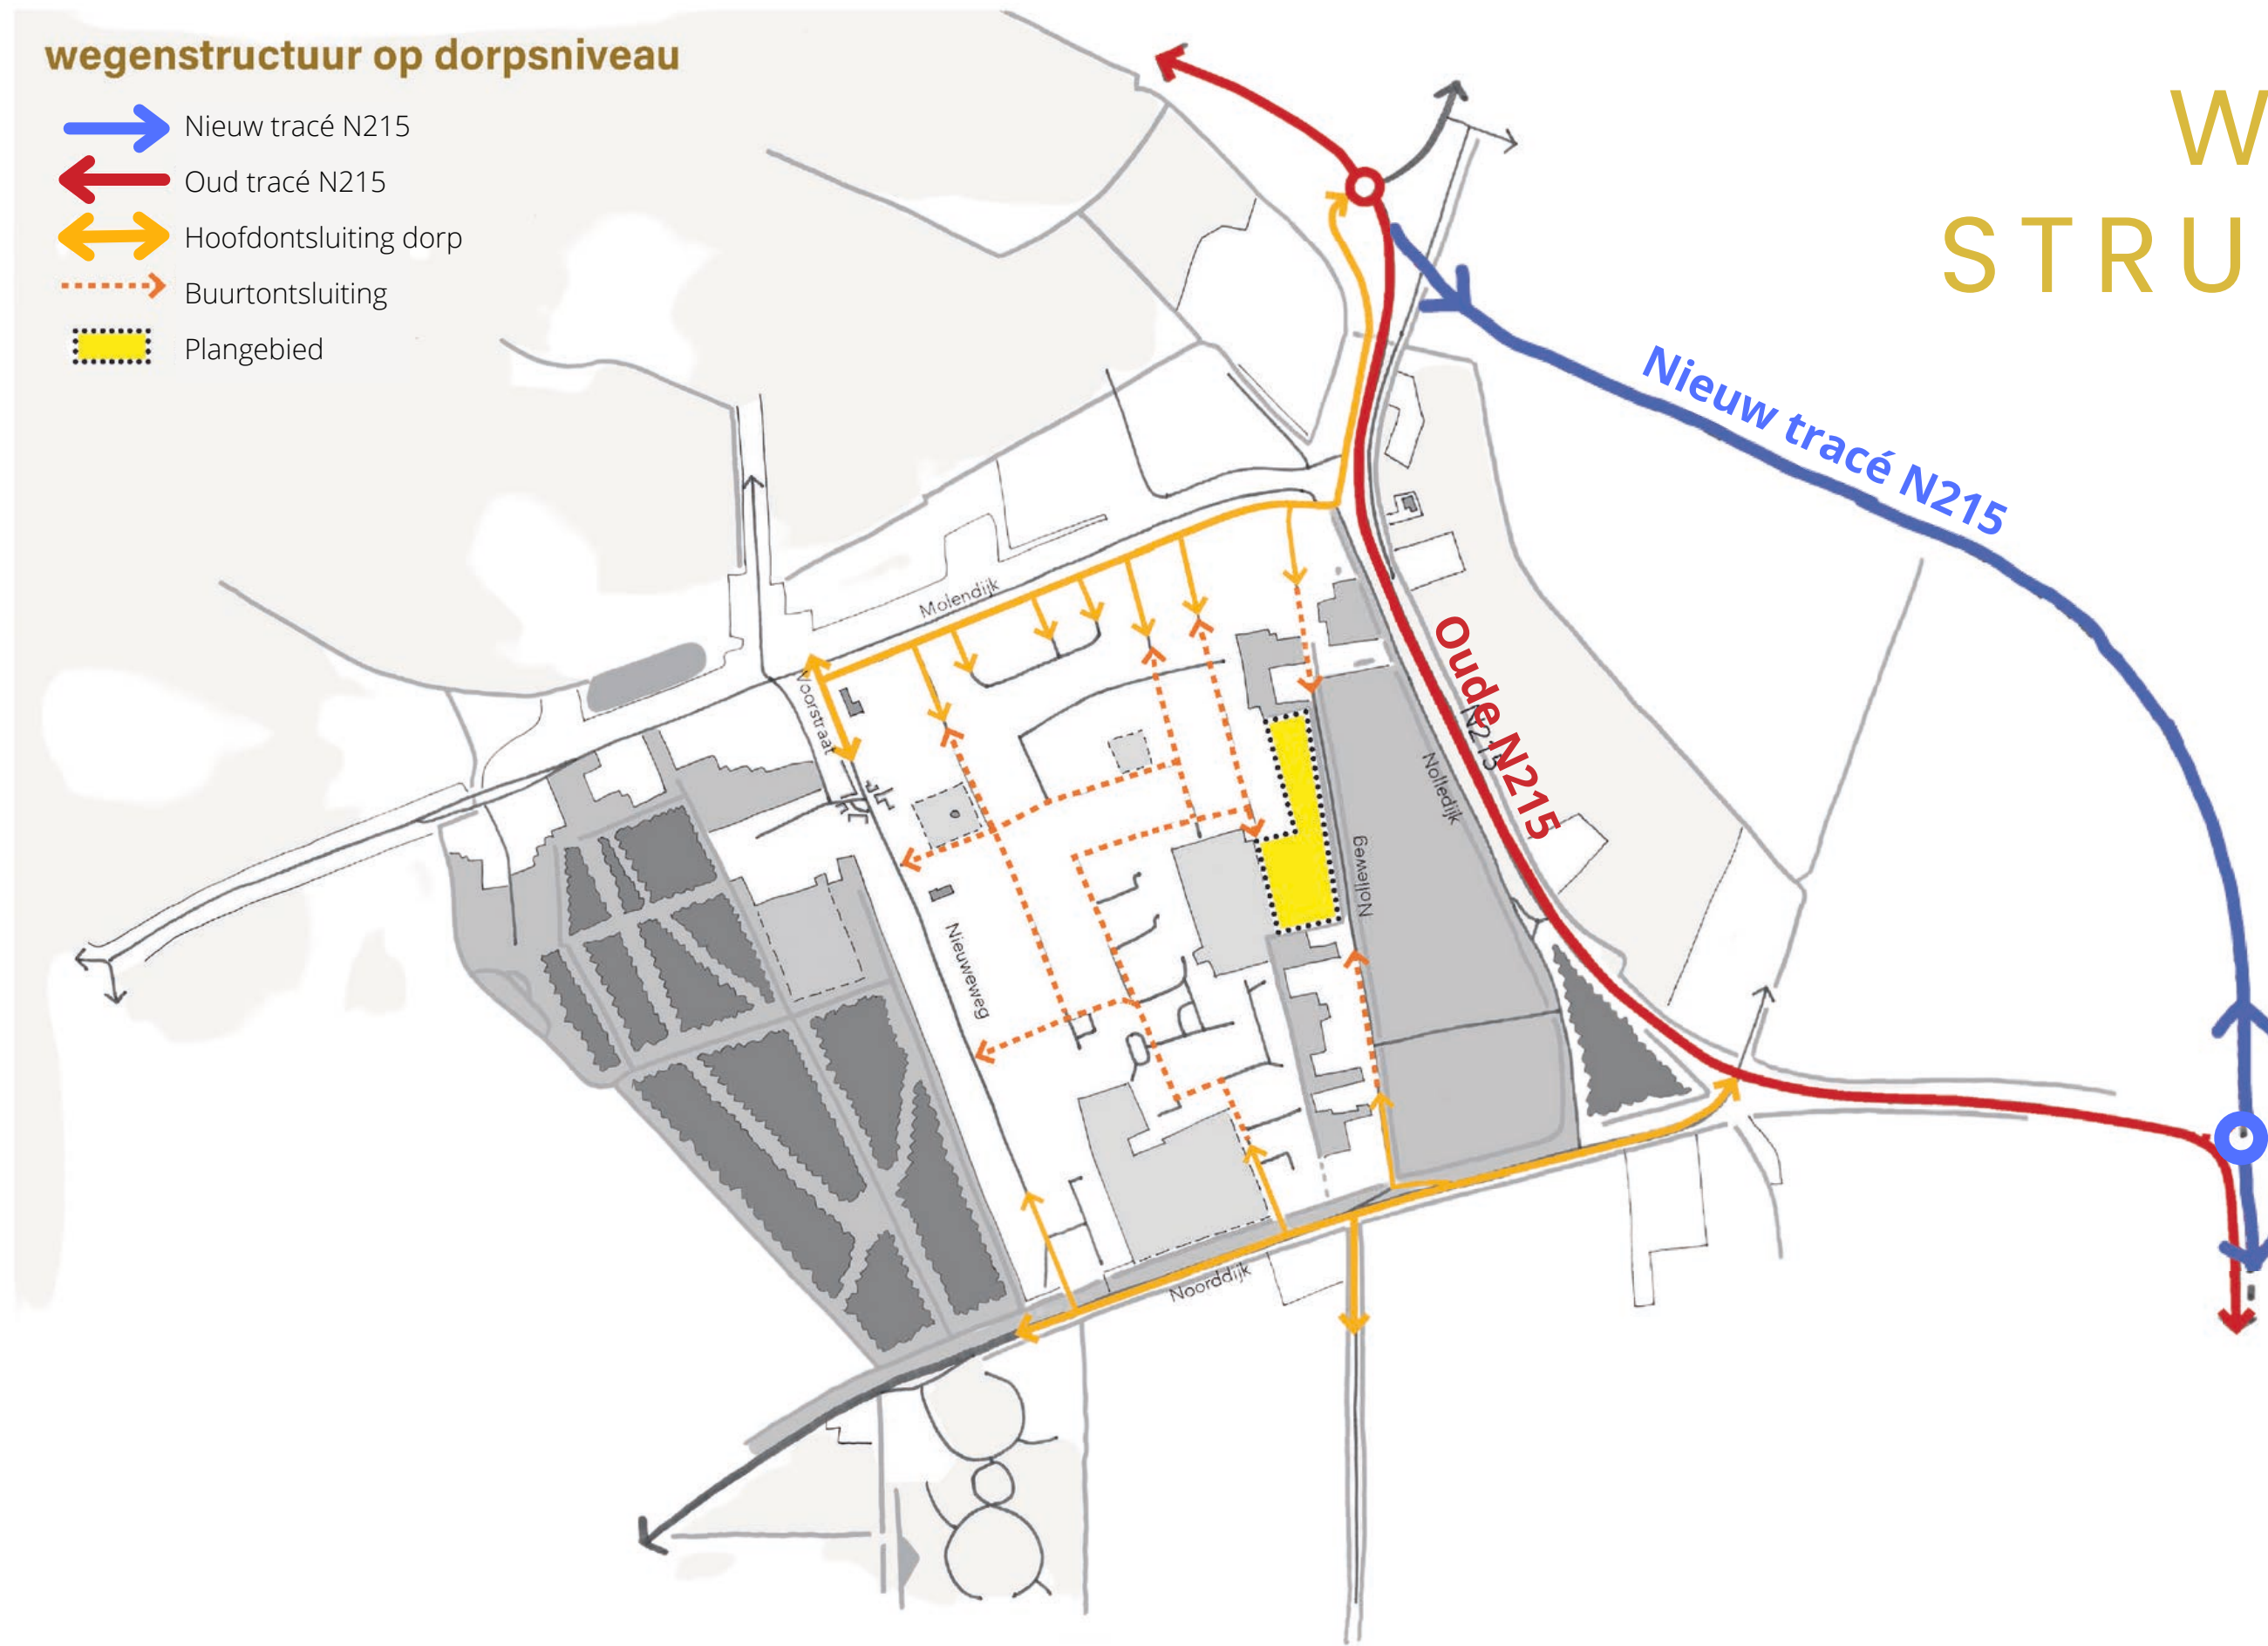 wegenstructuur op dorpsniveau
Nieuw tracé N215
Oud tracé N215
Hoofdontsluiting dorp
Buurtontsluiting
Plangebied
W
STRU
Nieuw tracé N215
Molendijk
Voorstraat
Oude N215
N215
Nolledijk
Nolleweg
Nieuweweg
Noorddijk